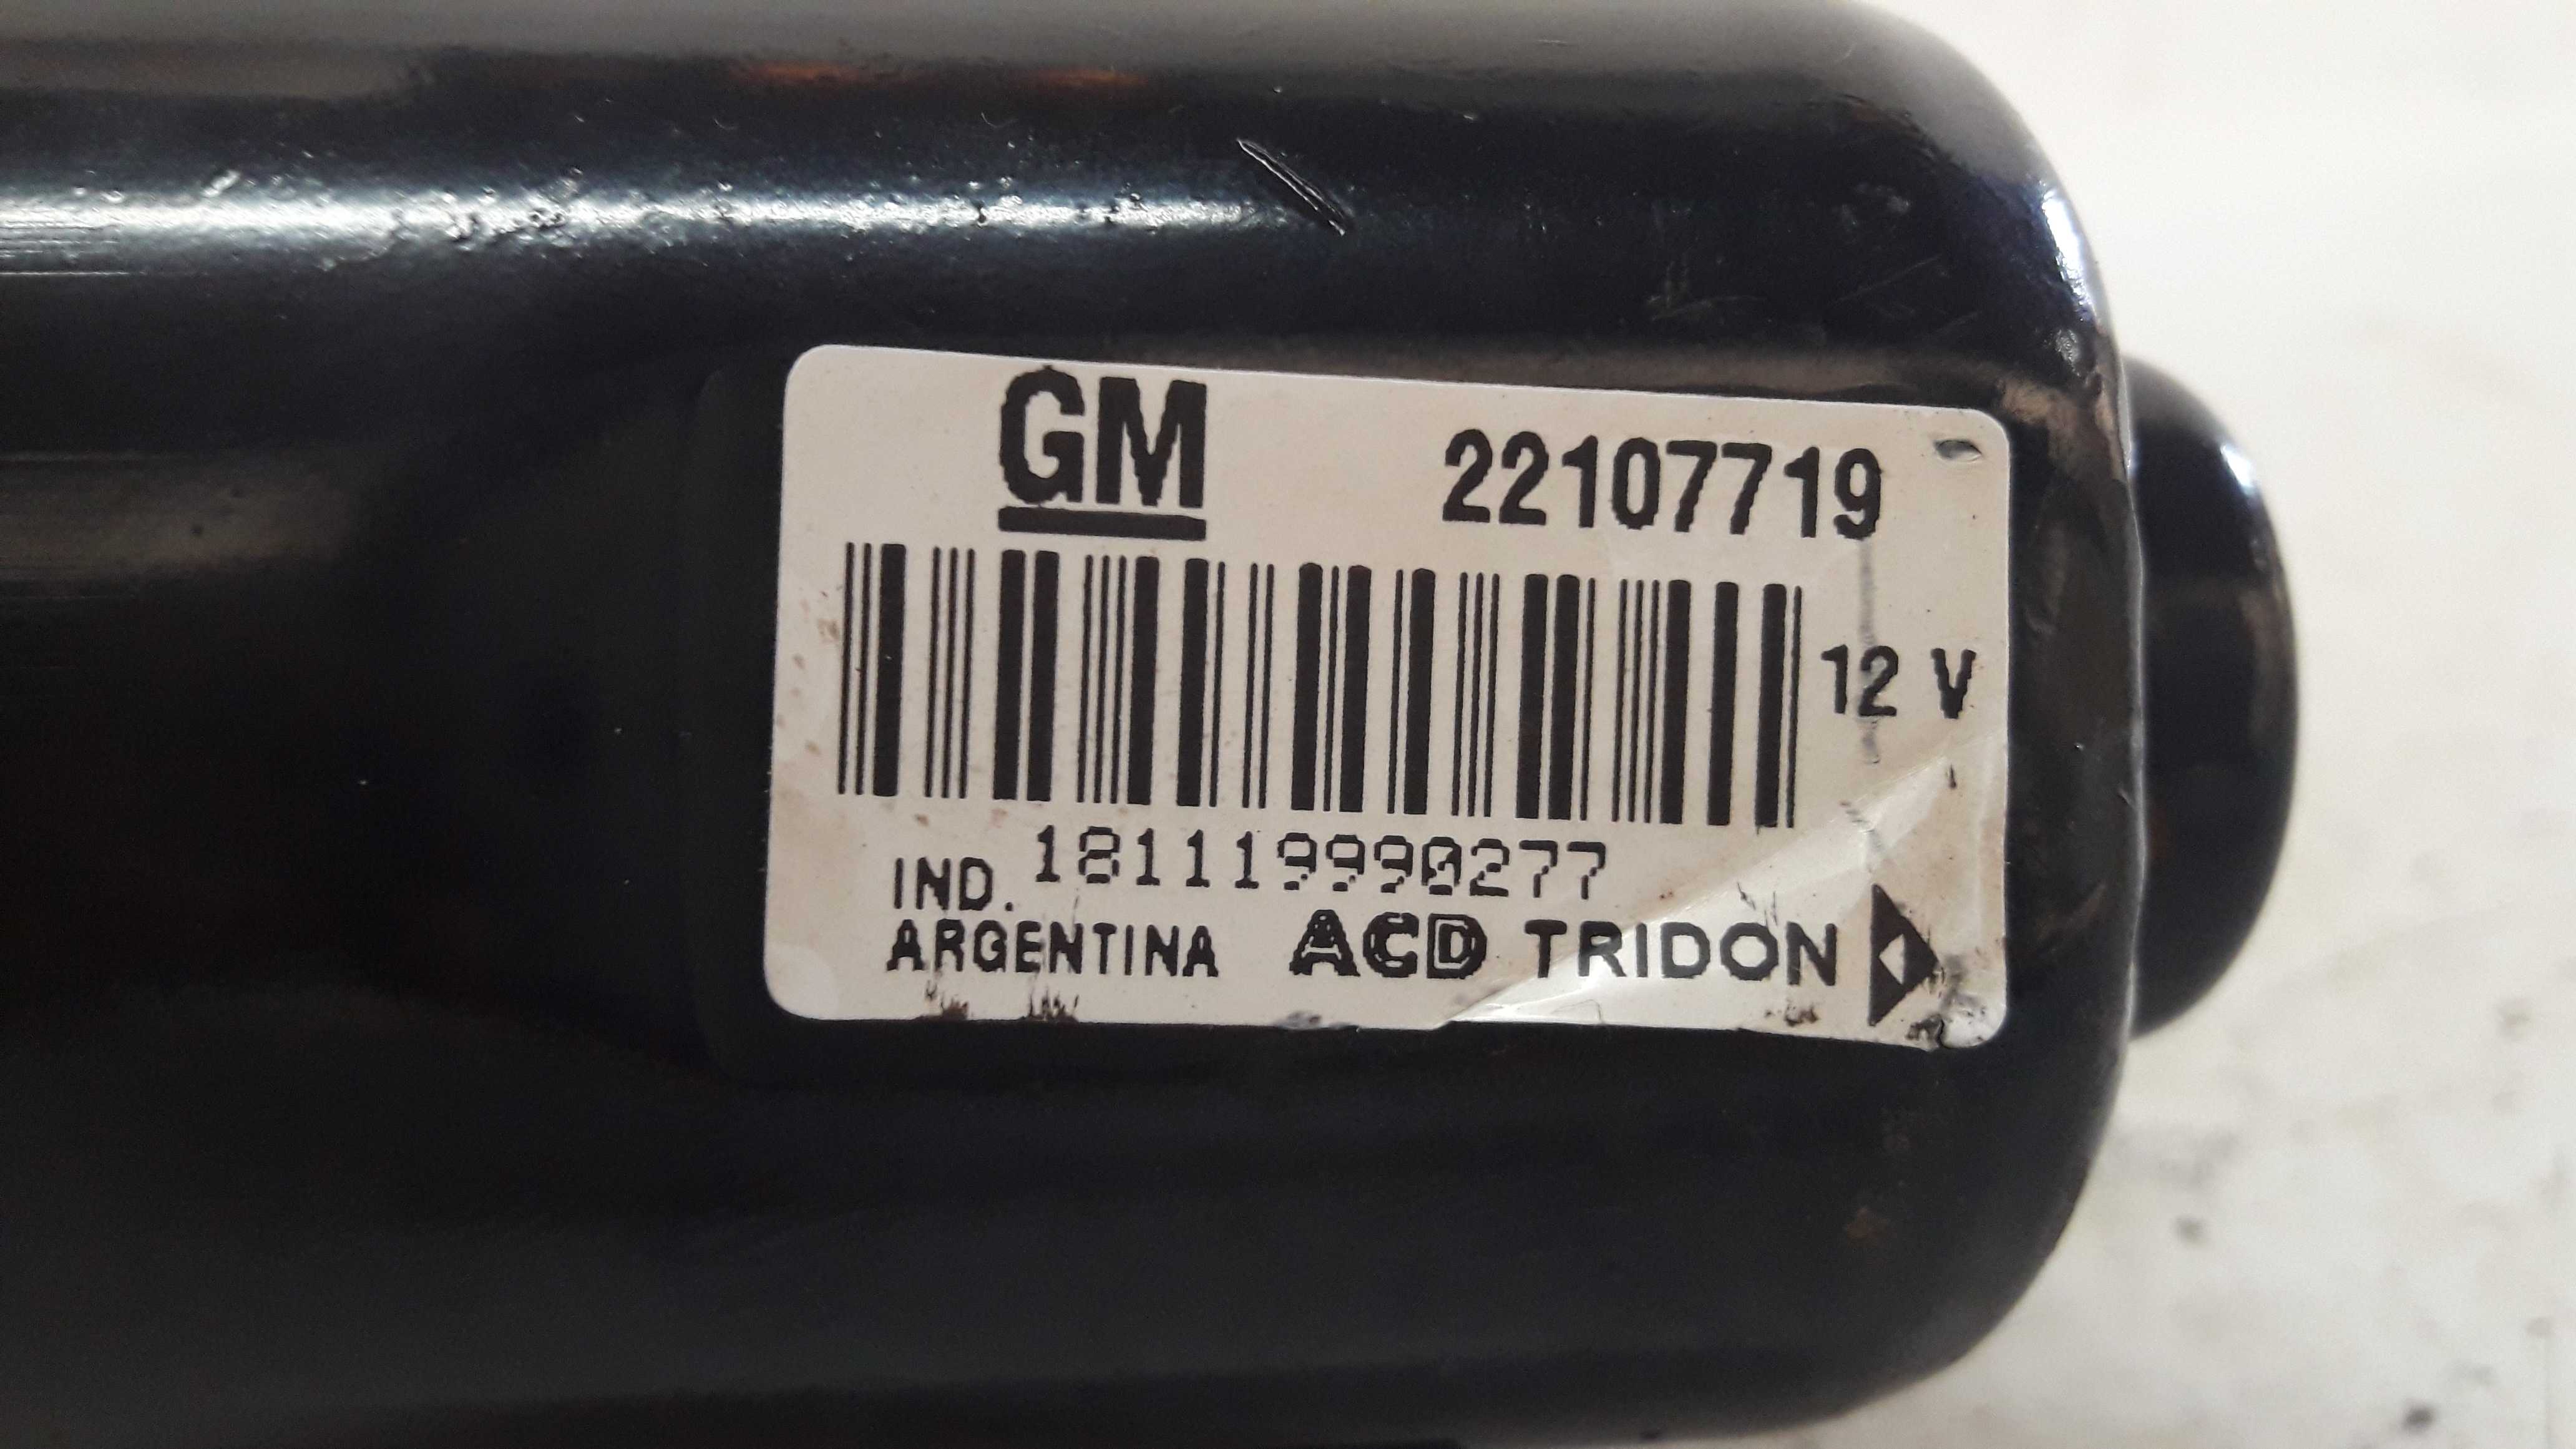 GM 22107719
12 V
181119990277
IND.
ARGENTINA ACD TRIDON